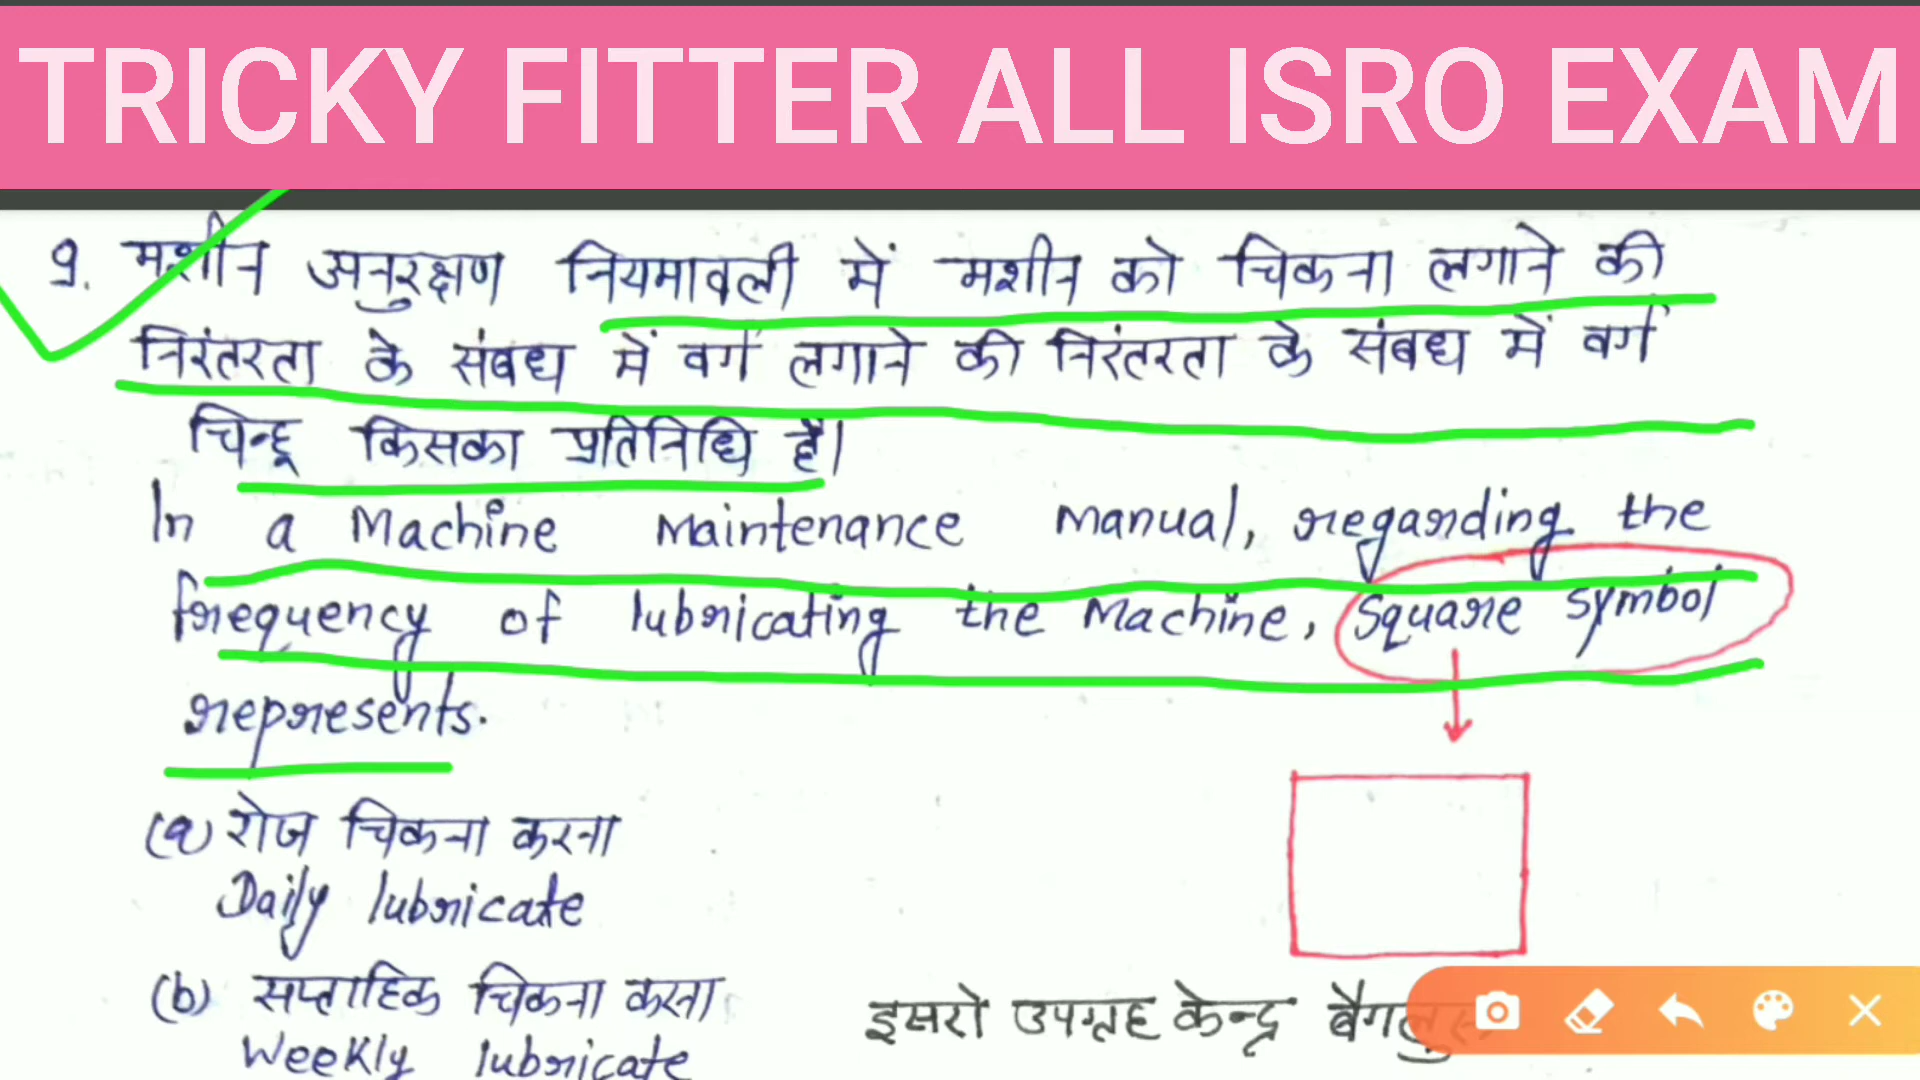 TRICKY FITTER ALL ISRO EXAM
9. मशीन अनुरक्षण नियमावली में मशीन को चिकना लगाने की
निरंतरता के संबध में वर्ग लगाने की निरंतरता के संबध में वर्ग
चिन्ह किसका प्रतिनिधि है।
In a Machine Maintenance Manual, regarding the
frequency of lubricating the Machine, Square Symbol
represents.
(a) रोज चिकना करना
Daily lubricate
(b) सप्ताहिक चिकना करना
इसरो उपग्रह केन्द्र
Weekly lubricate